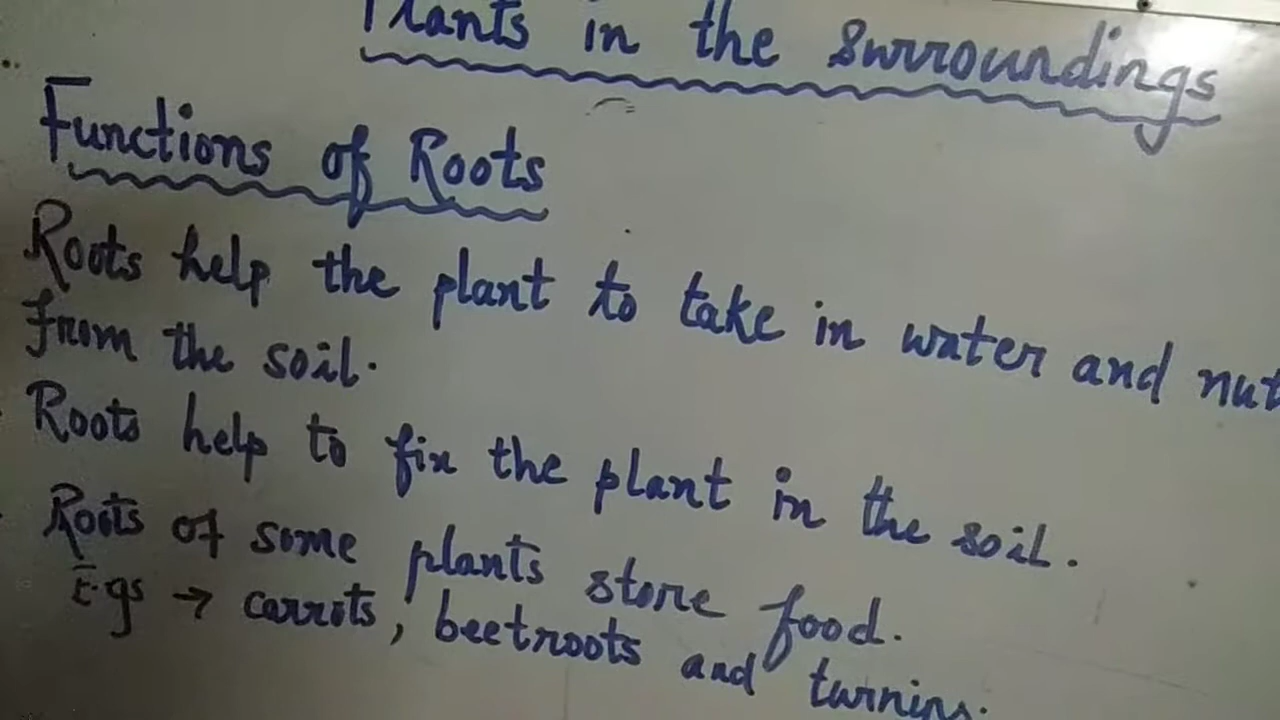 Plants in the surroundings
Functions of Roots
Roots help the plant to take in water and nut
from the soil.
Roots help to fix the plant in the soil.
Roots of some plants store food.
E.gs → carrots, beetroots and turnips.